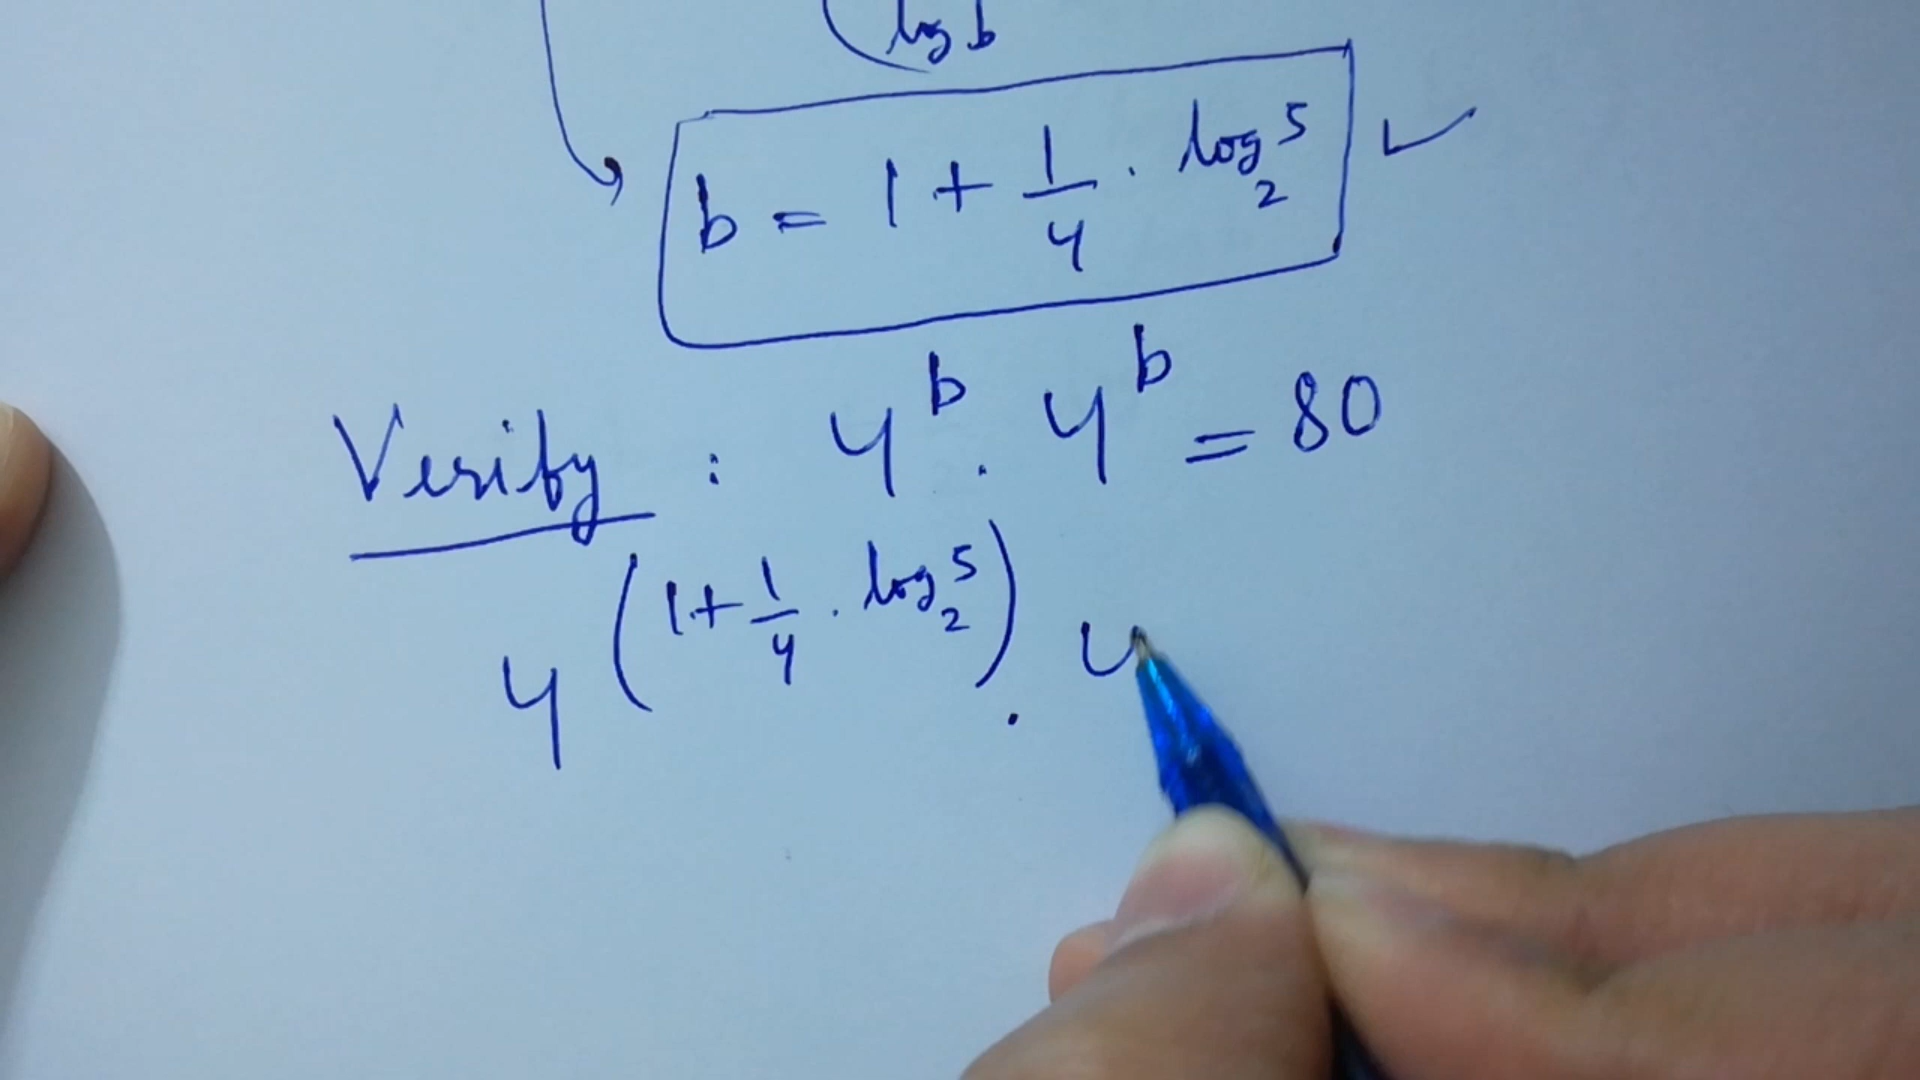 log b
b = 1 + 1/4 · log₂5 ✓
Verify : 4^b · 4^b = 80
4^(1 + 1/4 · log₂5) · 4